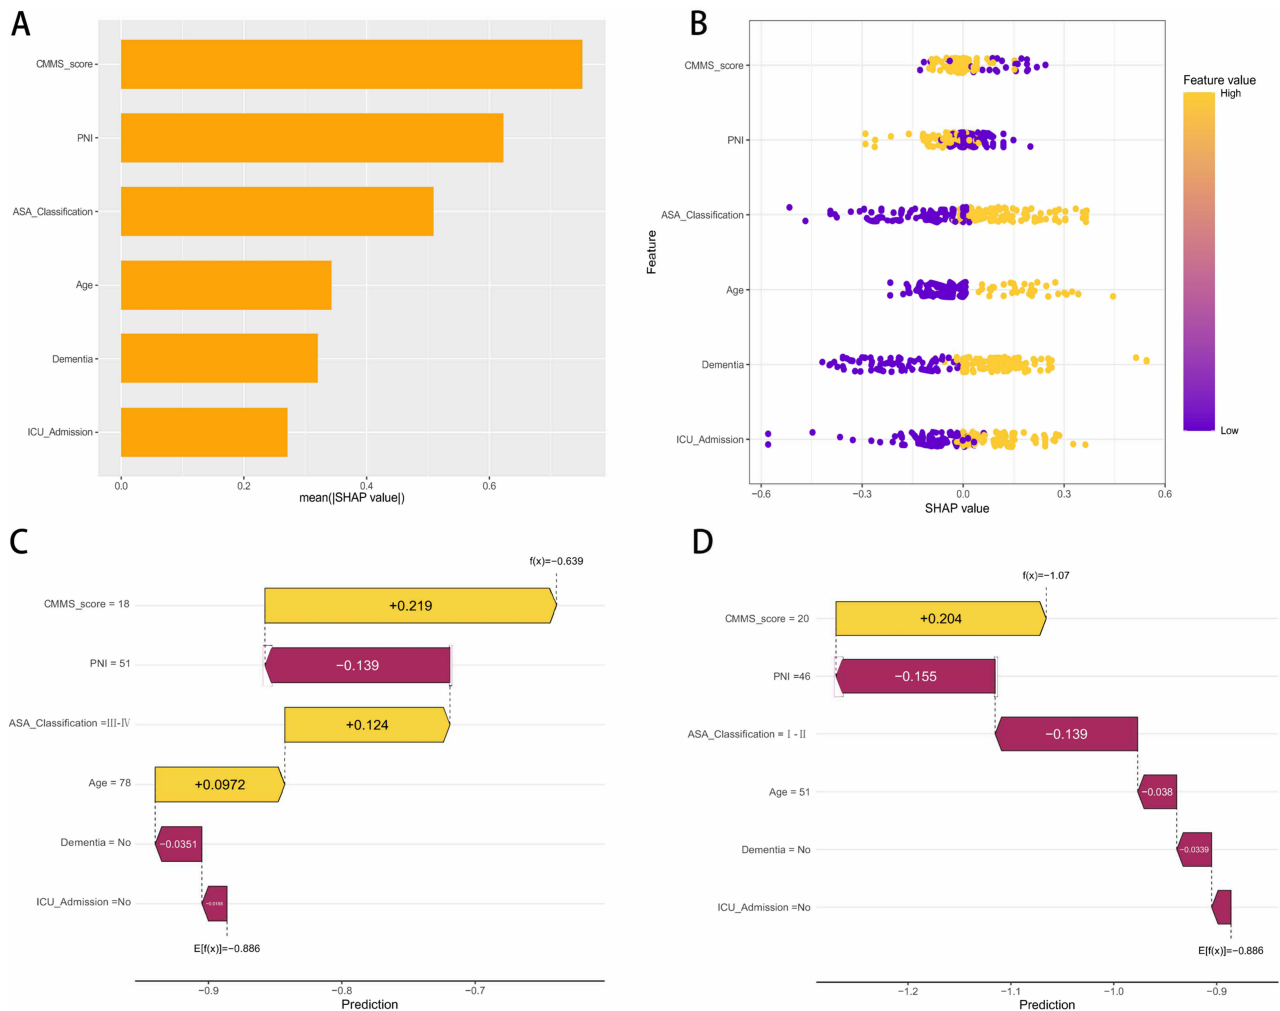 A
CMMS_score
PNI
ASA_Classification
Age
Dementia
ICU_Admission
0.0
0.2
0.4
0.6
mean(|SHAP value|)
B
Feature
CMMS_score
PNI
ASA_Classification
Age
Dementia
ICU_Admission
−0.6
−0.3
0.0
0.3
0.6
SHAP value
Feature value
High
Low
C
f(x)=−0.639
CMMS_score = 18
+0.219
PNI = 51
−0.139
ASA_Classification =III-IV
+0.124
Age = 78
+0.0972
Dementia = No
−0.0351
ICU_Admission =No
E[f(x)]=−0.886
−0.9
−0.8
−0.7
Prediction
D
f(x)=−1.07
CMMS_score = 20
+0.204
PNI =46
−0.155
ASA_Classification = I - II
−0.139
Age = 51
−0.038
Dementia = No
−0.0339
ICU_Admission =No
E[f(x)]=−0.886
−1.2
−1.1
−1.0
−0.9
Prediction